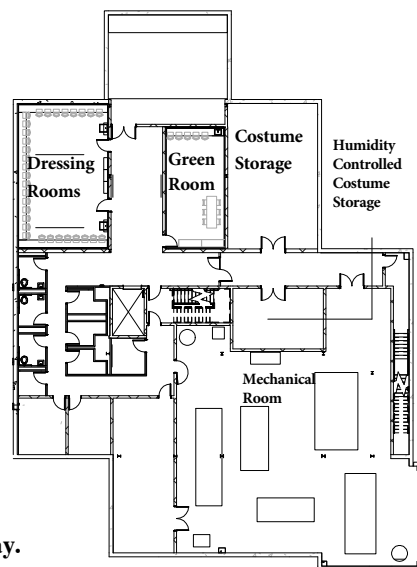 Dressing
Rooms
Green
Room
Costume
Storage
Humidity
Controlled
Costume
Storage
Mechanical
Room